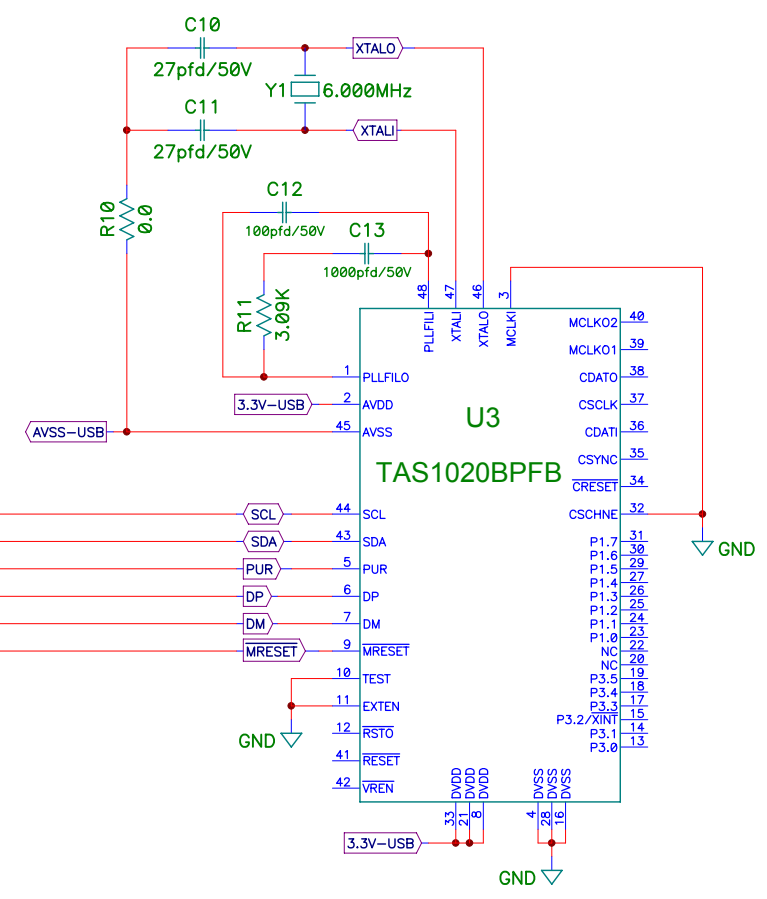 C10
27pfd/50V
XTALO
Y1 6.000MHz
C11
27pfd/50V
XTALI
R10
0.0
C12
100pfd/50V
C13
1000pfd/50V
R11
3.09K
48
47
46
3
PLLFILI
XTALI
XTALO
MCLKI
MCLKO2 40
MCLKO1 39
1 PLLFILO
CDATO 38
3.3V-USB 2 AVDD
CSCLK 37
AVSS-USB 45 AVSS
CDATI 36
U3
CSYNC 35
TAS1020BPFB
CRESET 34
SCL 44 SCL
CSCHNE 32
GND
SDA 43 SDA
P1.7 31
P1.6 30
PUR 5 PUR
P1.5 29
P1.4 27
DP 6 DP
P1.3 26
P1.2 25
DM 7 DM
P1.1 24
P1.0 23
MRESET 9 MRESET
NC 22
NC 20
10 TEST
P3.5 19
P3.4 18
11 EXTEN
P3.3 17
P3.2/XINT 15
GND
12 RSTO
P3.1 14
P3.0 13
41 RESET
42 VREN
DVDD
DVDD
DVDD
DVSS
DVSS
DVSS
33
21
8
4
28
16
3.3V-USB
GND